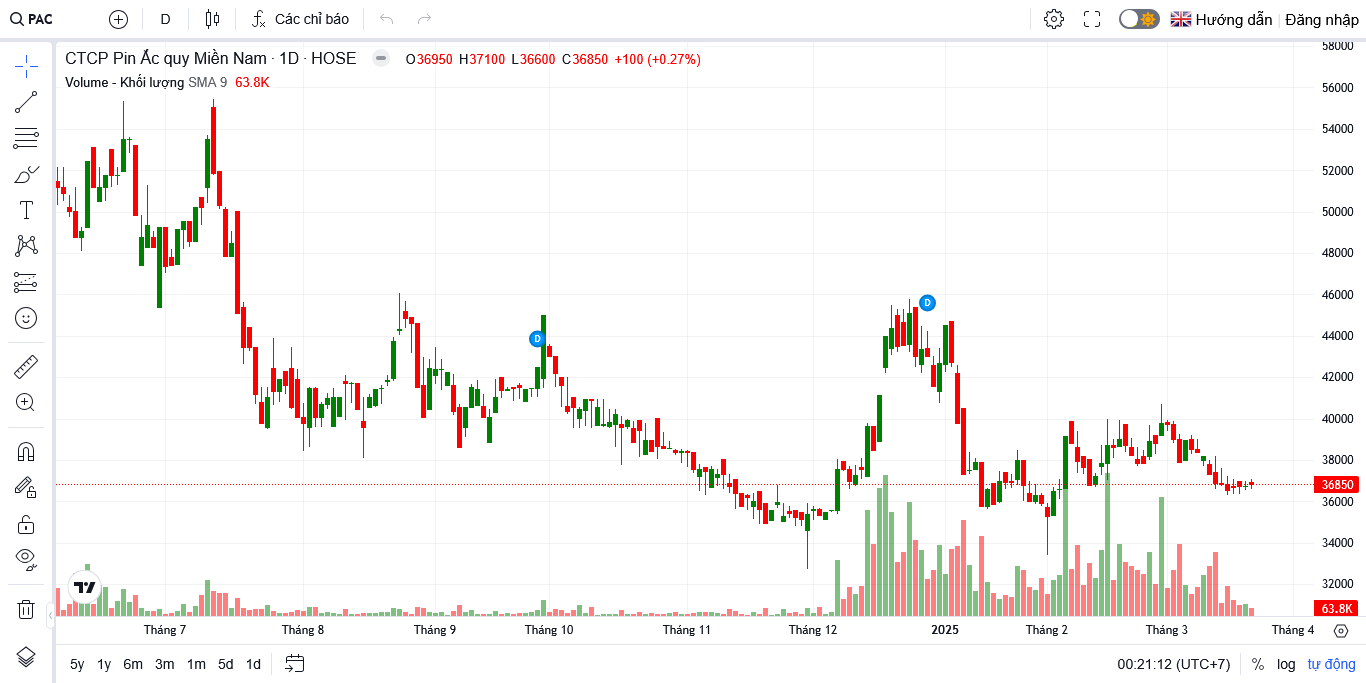 PAC D Các chỉ báo Hướng dẫn Đăng nhập
CTCP Pin Ắc quy Miền Nam · 1D · HOSE O36950 H37100 L36600 C36850 +100 (+0.27%)
Volume - Khối lượng SMA 9 63.8K
58000
56000
54000
52000
50000
48000
46000
D
D
44000
42000
40000
38000
36850
36000
34000
32000
63.8K
Tháng 7 Tháng 8 Tháng 9 Tháng 10 Tháng 11 Tháng 12 2025 Tháng 2 Tháng 3 Tháng 4
5y 1y 6m 3m 1m 5d 1d 00:21:12 (UTC+7) % log tự động